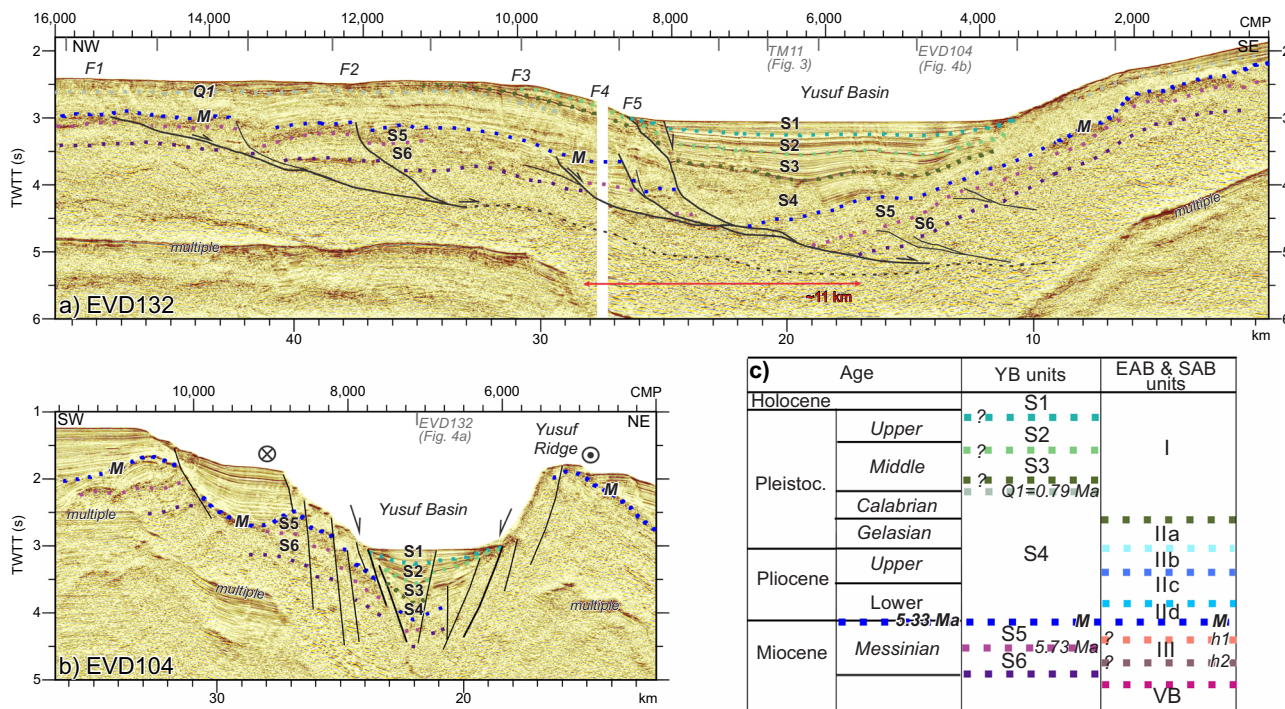 16,000 14,000 12,000 10,000 8,000 6,000 4,000 2,000 CMP
NW TM11 EVD104 SE
(Fig. 3) (Fig. 4b)
F1 F2 F3 F4 F5 Yusuf Basin
Q1
M S5 S6 M S1 S2 S3 S4 S5 S6 M
multiple multiple
2 3 4 5 6
TWTT (s)
2 3 4 5 6
~11 km
a) EVD132
40 30 20 10 km
10,000 8,000 6,000 CMP
SW EVD132 Yusuf NE
(Fig. 4a) Ridge
M M S5 S6 Yusuf Basin S1 S2 S3 S4 M
multiple multiple multiple
1 2 3 4 5
TWTT (s)
b) EVD104
30 20 km
c) Age YB units EAB & SAB
units
Holocene S1
?
Upper S2
?
Pleistoc. Middle S3 I
?
Q1=0.79 Ma
Calabrian
Gelasian IIa
S4
Pliocene Upper IIb
IIc
Lower IId
5.33 Ma M M
Miocene Messinian S5 ? h1
5.73 Ma III
S6 ? h2
VB